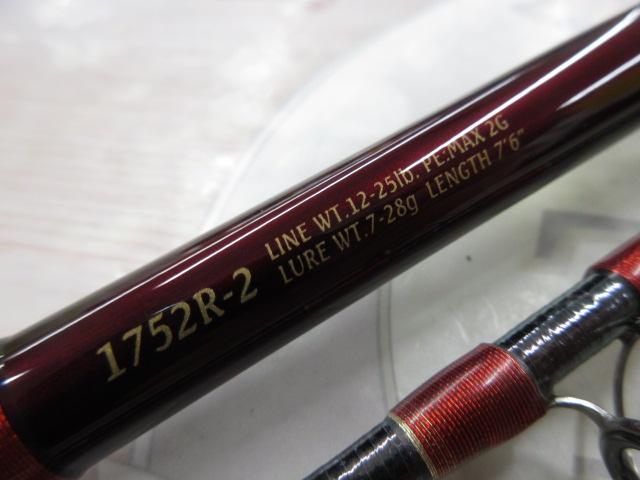 1752R-2
LINE WT.12-25lb. PE:MAX 2G
LURE WT.7-28g LENGTH 7'6"